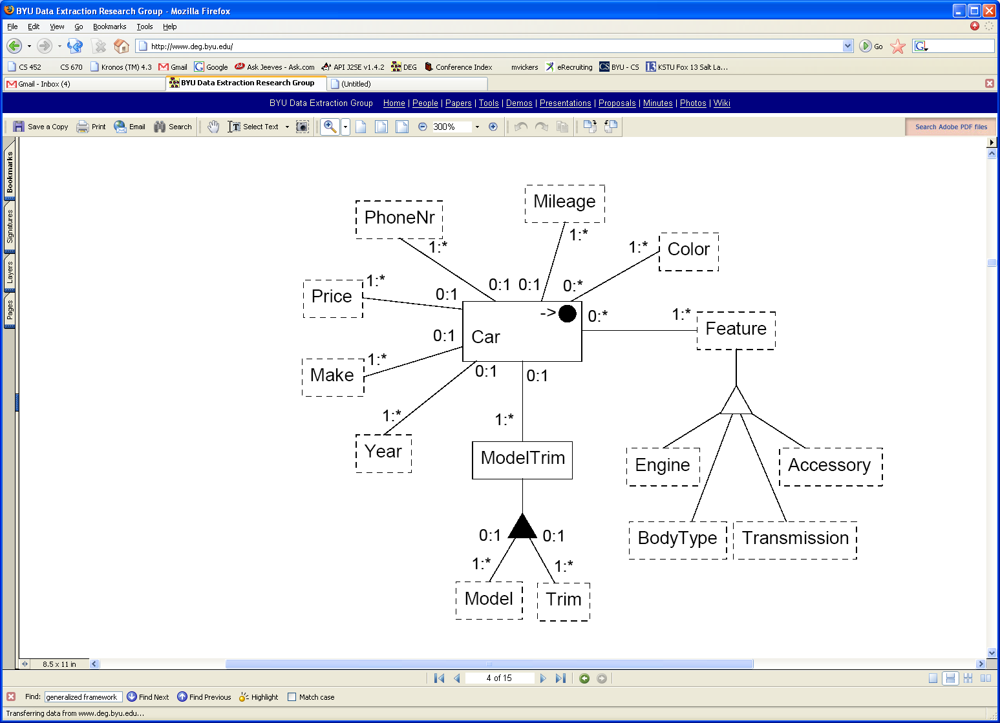 BYU Data Extraction Research Group - Mozilla Firefox
File Edit View Go Bookmarks Tools Help
http://www.deg.byu.edu/ Go G
CS 452 CS 670 Kronos (TM) 4.3 Gmail Google Ask Jeeves - Ask.com API J2SE v1.4.2 DEG Conference Index mvickers eRecruiting CS BYU - CS 13 KSTU Fox 13 Salt La...
Gmail - Inbox (4) BYU Data Extraction Research Group (Untitled)
BYU Data Extraction Group Home | People | Papers | Tools | Demos | Presentations | Proposals | Minutes | Photos | Wiki
Save a Copy Print Email Search Select Text 300% Search Adobe PDF files
Bookmarks
Signatures
Layers
Pages
Mileage
PhoneNr
1:*
1:*
1:*
Color
1:*
0:1
0:1
0:*
Price
0:1
->
0:*
1:*
Feature
0:1
Car
1:*
Make
0:1
0:1
1:*
1:*
Year
ModelTrim
Engine
Accessory
0:1
0:1
BodyType
Transmission
1:*
1:*
Model
Trim
8.5 x 11 in
4 of 15
Find: generalized framework Find Next Find Previous Highlight Match case
Transferring data from www.deg.byu.edu...